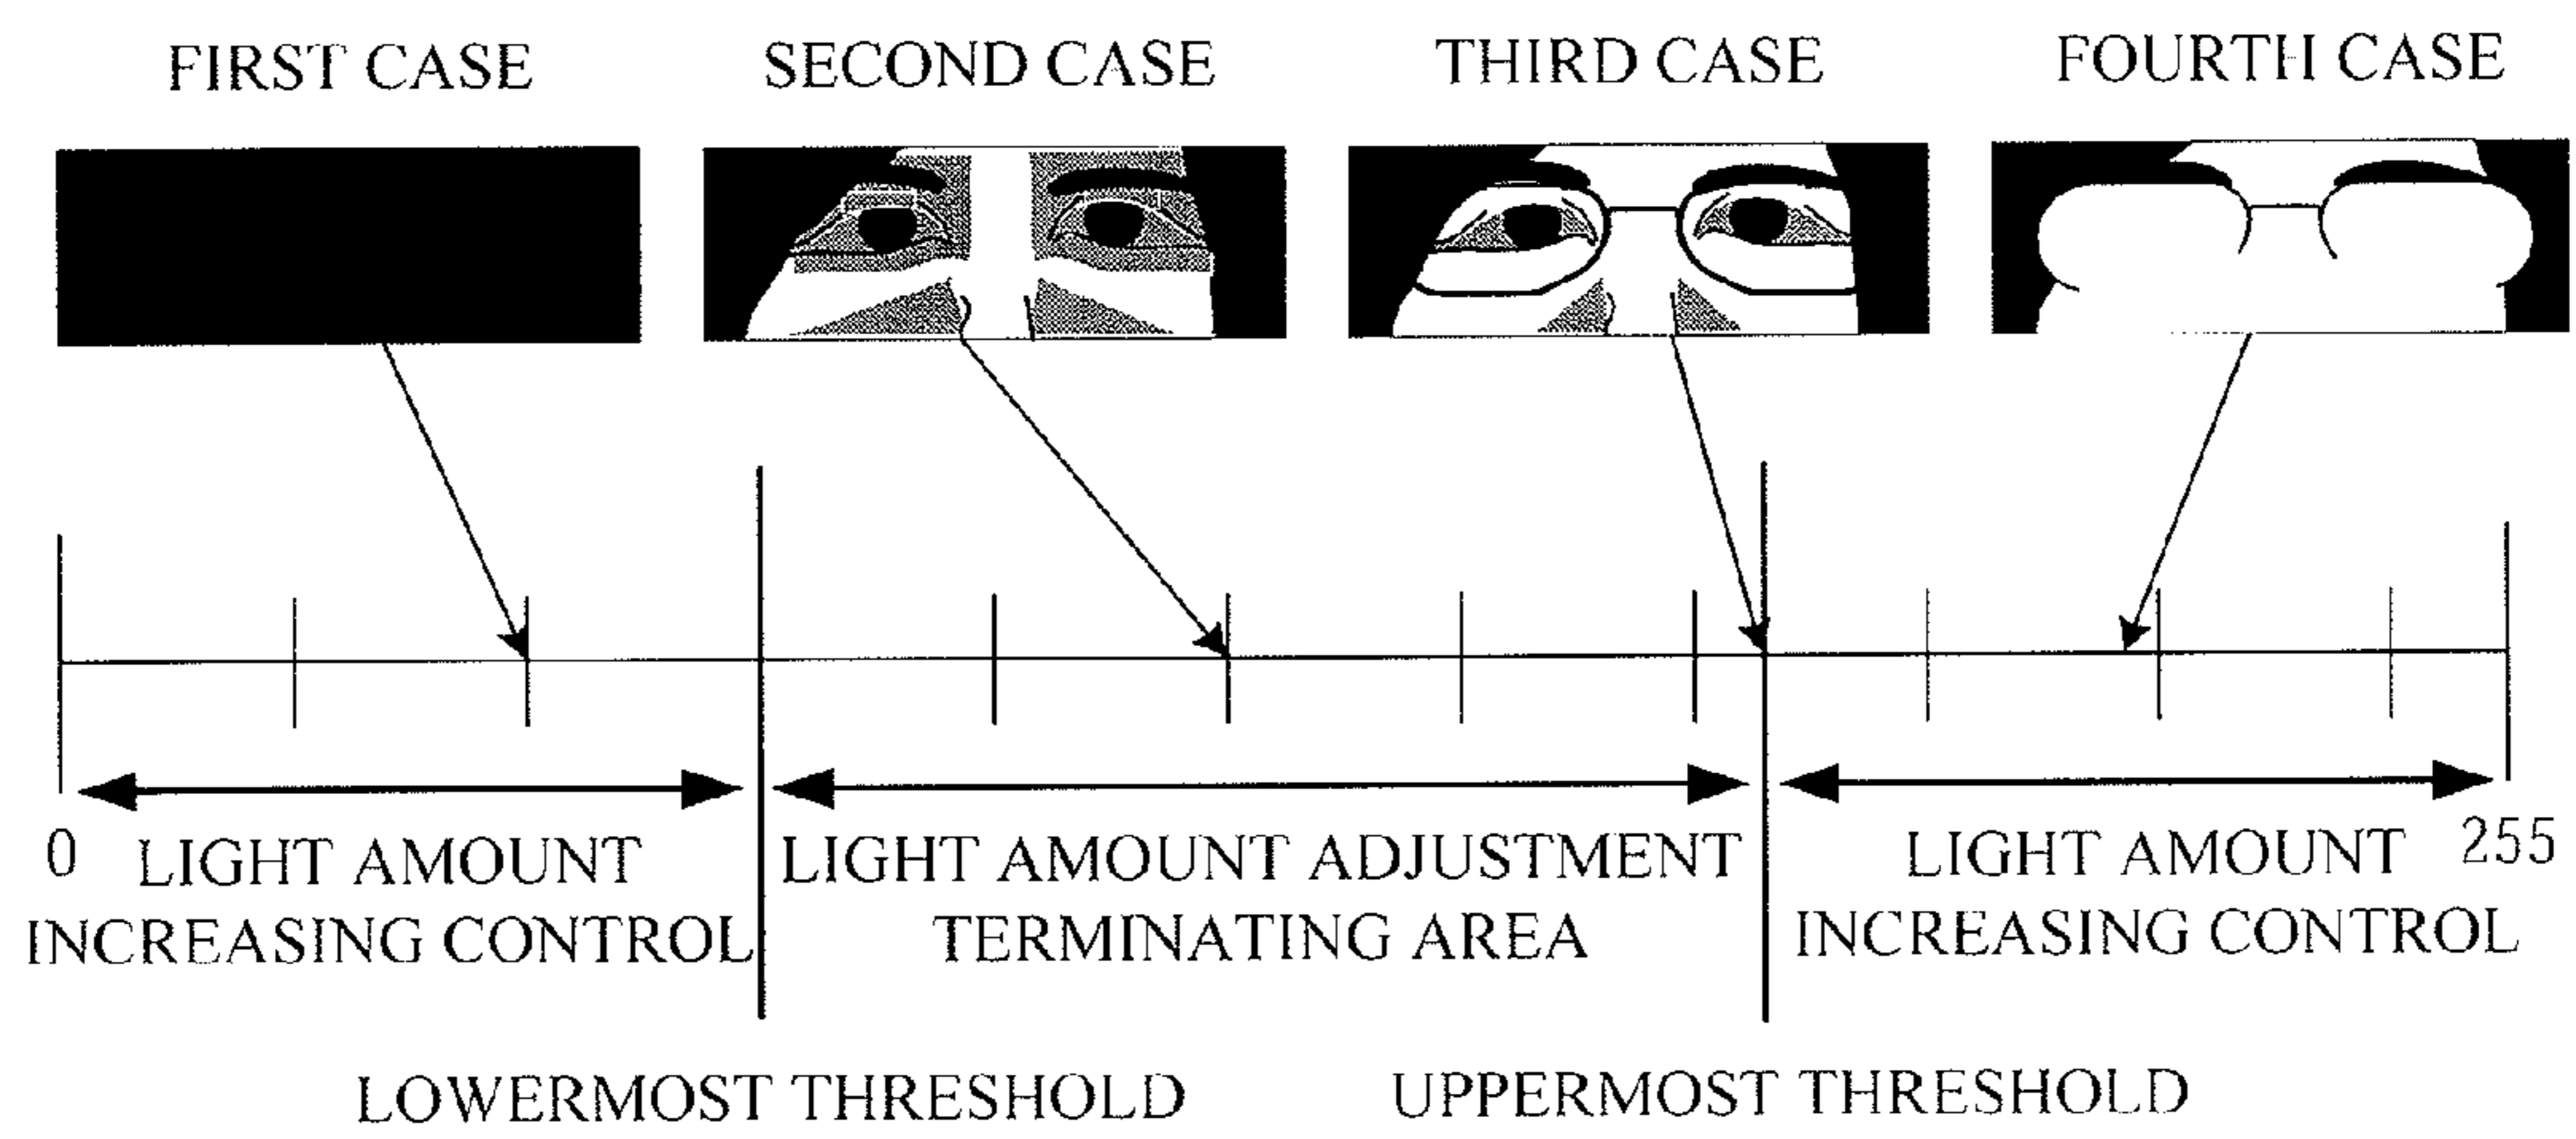 FIRST CASE
SECOND CASE
THIRD CASE
FOURTH CASE
0
LIGHT AMOUNT
INCREASING CONTROL
LIGHT AMOUNT ADJUSTMENT
TERMINATING AREA
LIGHT AMOUNT
INCREASING CONTROL
255
LOWERMOST THRESHOLD
UPPERMOST THRESHOLD